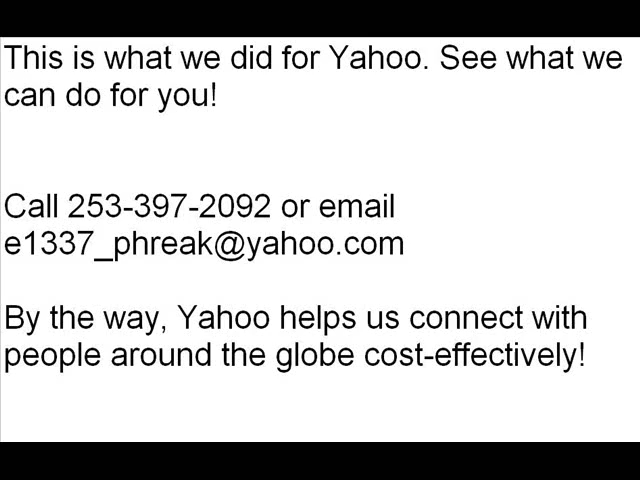 This is what we did for Yahoo. See what we
can do for you!
Call 253-397-2092 or email
e1337_phreak@yahoo.com
By the way, Yahoo helps us connect with
people around the globe cost-effectively!